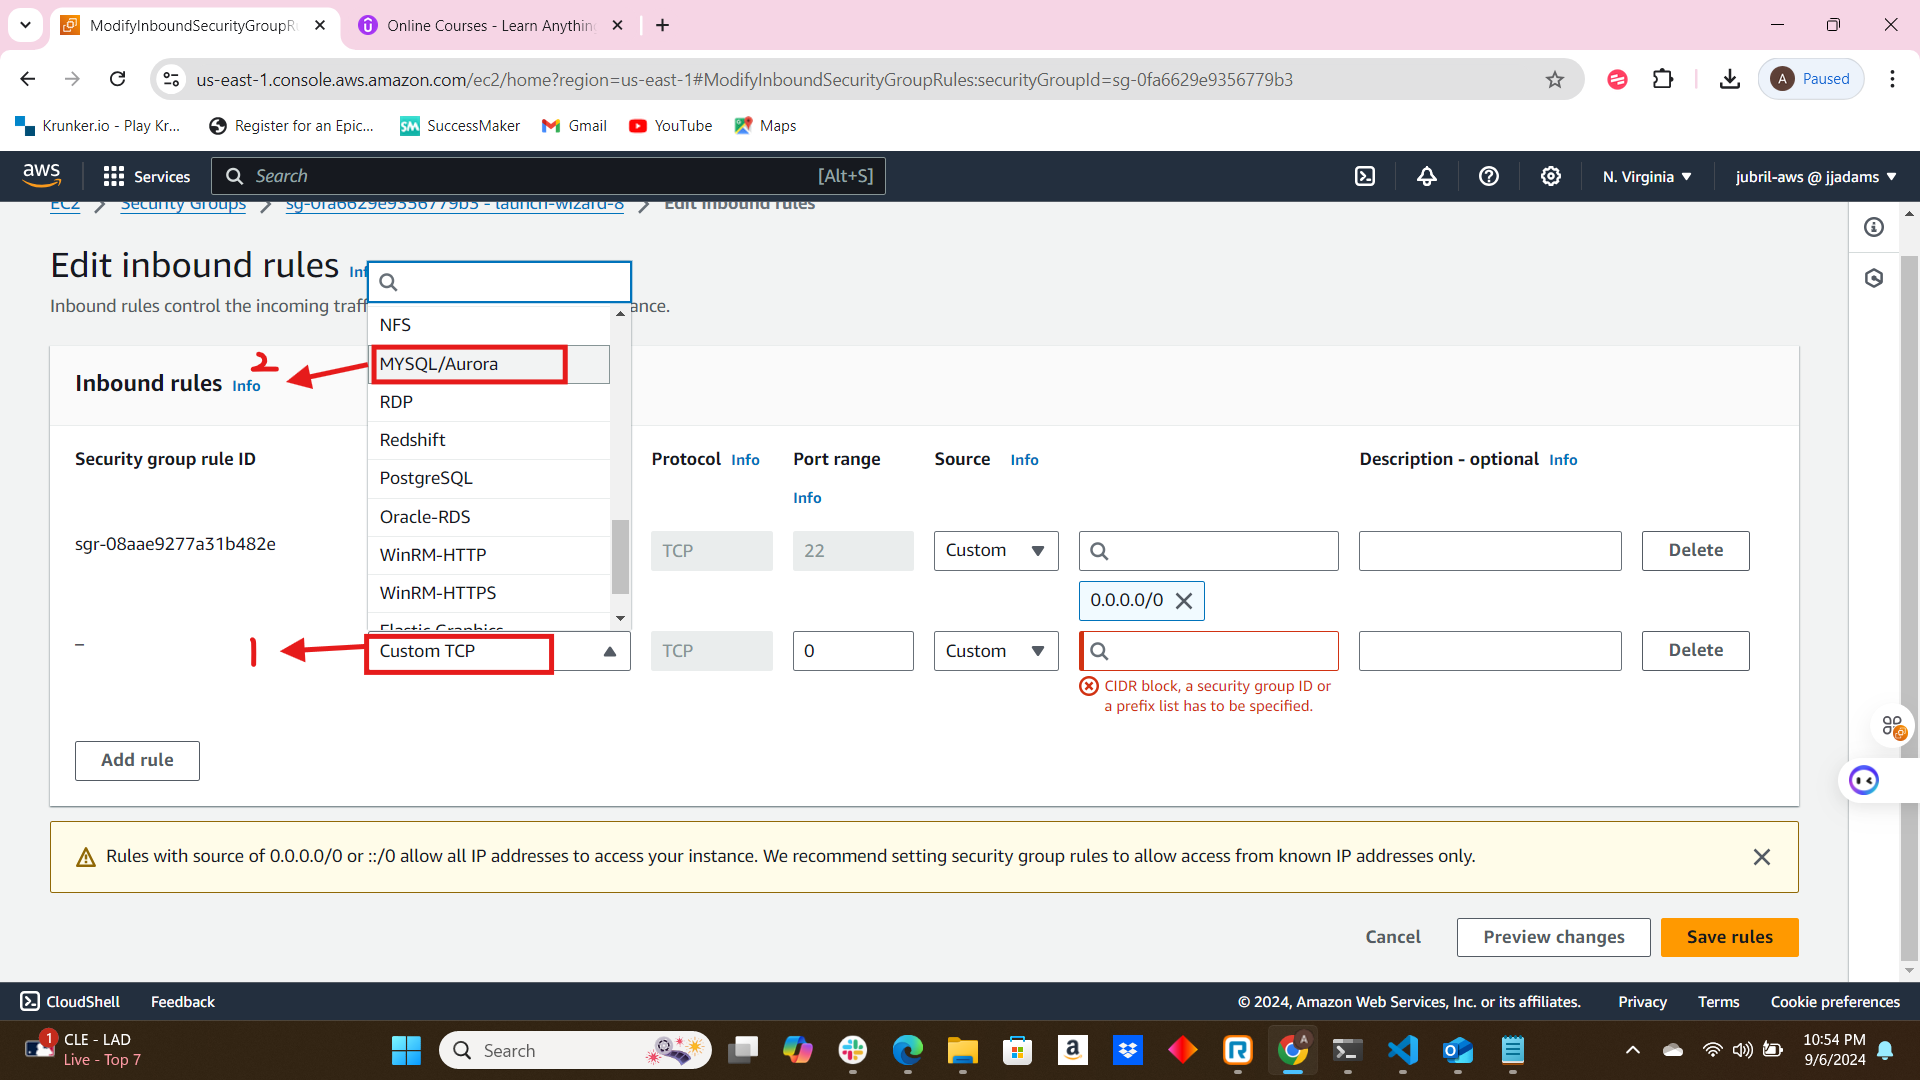 ModifyInboundSecurityGroupRu
Online Courses - Learn Anything
us-east-1.console.aws.amazon.com/ec2/home?region=us-east-1#ModifyInboundSecurityGroupRules:securityGroupId=sg-0fa6629e9356779b3
A Paused
Krunker.io - Play Kr...
Register for an Epic...
SM SuccessMaker
Gmail
YouTube
Maps
aws
Services
Search
[Alt+S]
N. Virginia
jubril-aws @ jjadams
EC2
Security Groups
sg-0fa6629e9356779b3 - launch-wizard-8
Edit inbound rules
Edit inbound rules
Inf
Inbound rules control the incoming traff
ance.
NFS
MYSQL/Aurora
RDP
Redshift
PostgreSQL
Oracle-RDS
WinRM-HTTP
WinRM-HTTPS
Elastic Graphics
2
Inbound rules Info
Security group rule ID
Protocol Info
Port range
Info
Source Info
Description - optional Info
sgr-08aae9277a31b482e
TCP
22
Custom
Delete
0.0.0.0/0
–
1
Custom TCP
TCP
0
Custom
Delete
CIDR block, a security group ID or
a prefix list has to be specified.
Add rule
Rules with source of 0.0.0.0/0 or ::/0 allow all IP addresses to access your instance. We recommend setting security group rules to allow access from known IP addresses only.
Cancel
Preview changes
Save rules
CloudShell
Feedback
© 2024, Amazon Web Services, Inc. or its affiliates.
Privacy
Terms
Cookie preferences
1
CLE - LAD
Live - Top 7
Search
10:54 PM
9/6/2024